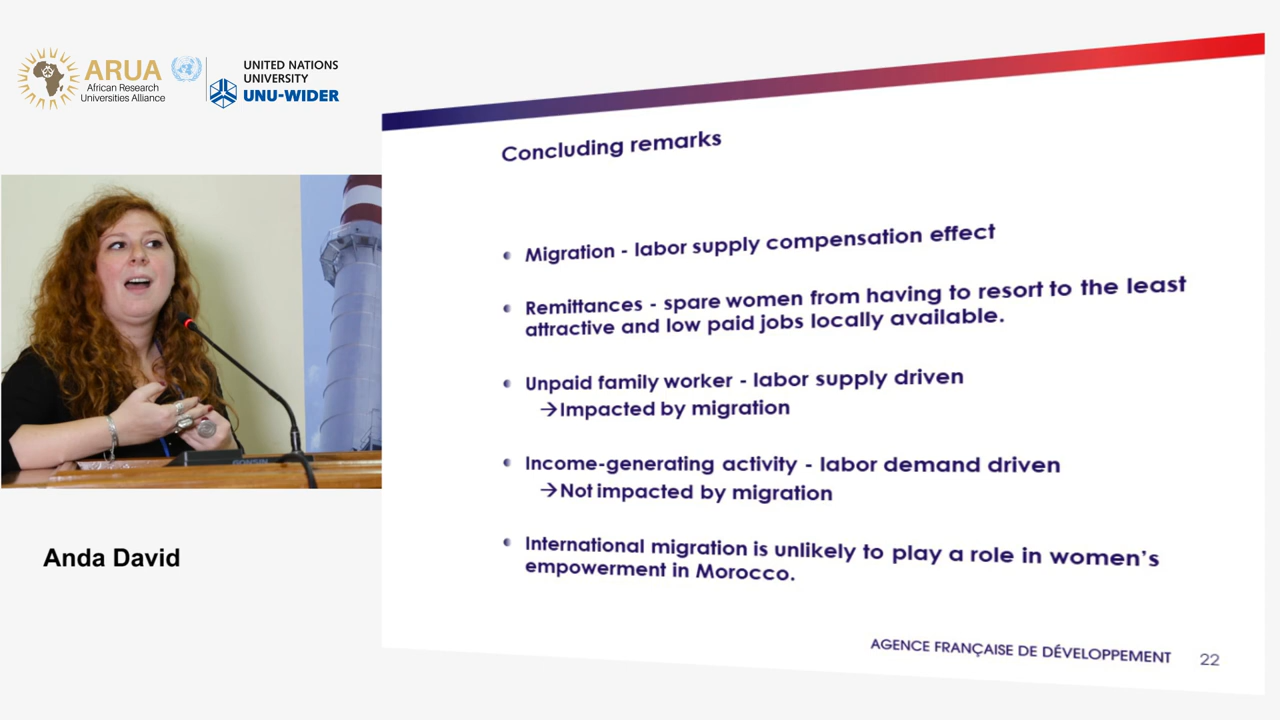 ARUA
African Research
Universities Alliance
UNITED NATIONS
UNIVERSITY
UNU-WIDER
Concluding remarks
• Migration - labor supply compensation effect
• Remittances - spare women from having to resort to the least
attractive and low paid jobs locally available.
• Unpaid family worker - labor supply driven
→Impacted by migration
• Income-generating activity - labor demand driven
→Not impacted by migration
• International migration is unlikely to play a role in women's
empowerment in Morocco.
AGENCE FRANÇAISE DE DÉVELOPPEMENT 22
GONSIN
Anda David